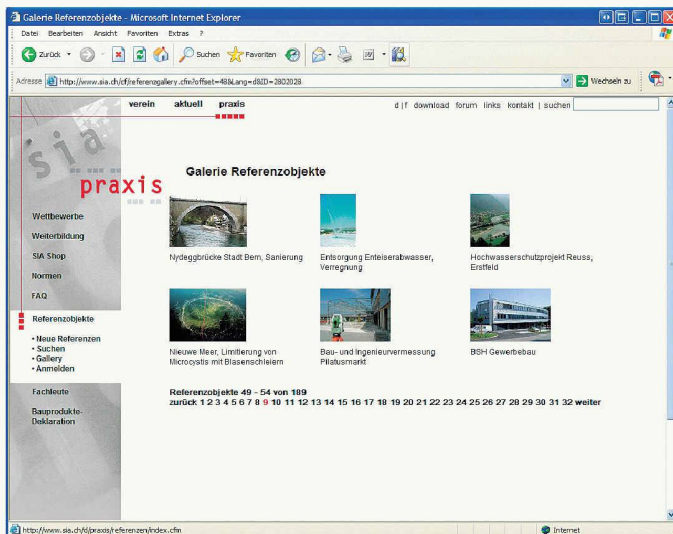 Galerie Referenzobjekte - Microsoft Internet Explorer
Datei Bearbeiten Ansicht Favoriten Extras ?
Zurück Suchen Favoriten
Adresse http://www.sia.ch/cf/referenzgallery.cfm?offset=48&Lang=d&ID=2802028 Wechseln zu
verein aktuell praxis d | f download forum links kontakt | suchen
sia
praxis
Galerie Referenzobjekte
Wettbewerbe
Weiterbildung
SIA Shop
Normen
FAQ
Referenzobjekte
• Neue Referenzen
• Suchen
• Gallery
• Anmelden
Fachleute
Bauprodukte-
Deklaration
Nydeggbrücke Stadt Bern, Sanierung
Entsorgung Enteiserabwasser,
Verregnung
Hochwasserschutzprojekt Reuss,
Erstfeld
Nieuwe Meer, Limitierung von
Microcystis mit Blasenschleiern
Bau- und Ingenieurvermessung
Pilatusmarkt
BSH Gewerbebau
Referenzobjekte 49 - 54 von 189
zurück 1 2 3 4 5 6 7 8 9 10 11 12 13 14 15 16 17 18 19 20 21 22 23 24 25 26 27 28 29 30 31 32 weiter
http://www.sia.ch/d/praxis/referenzen/index.cfm Internet